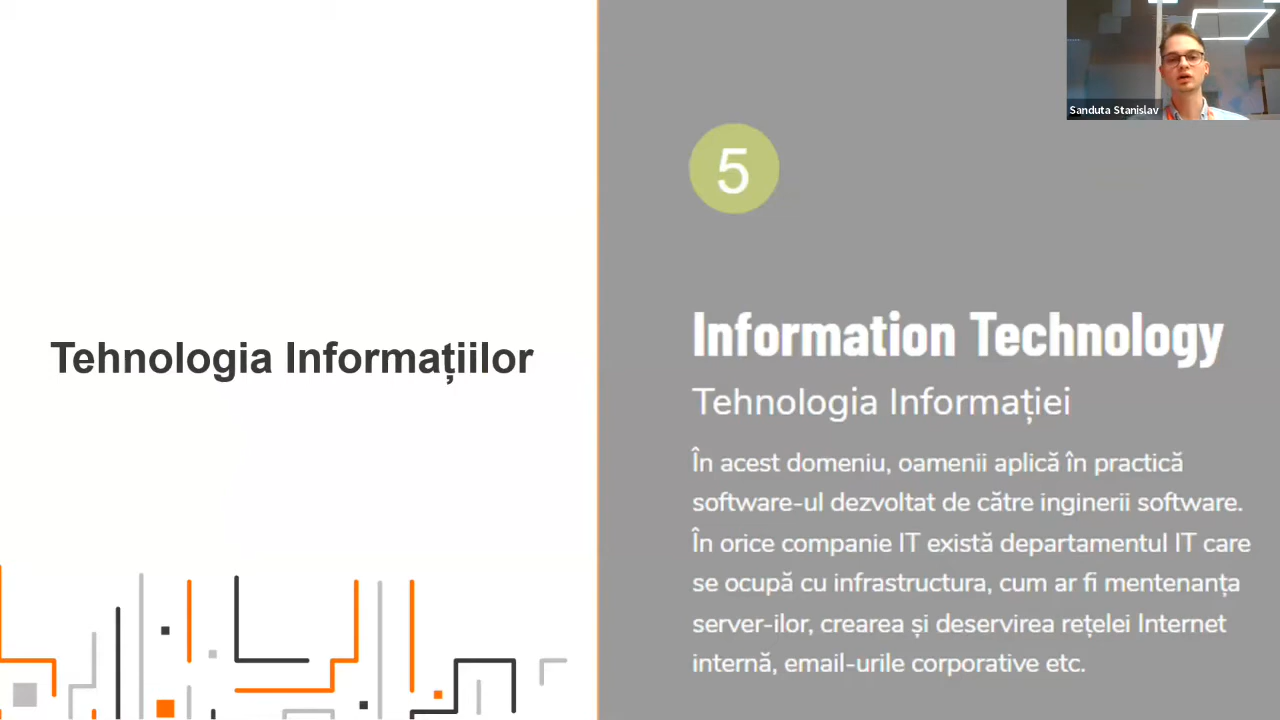 Sanduta Stanislav
5
Tehnologia Informațiilor
Information Technology
Tehnologia Informației
În acest domeniu, oamenii aplică în practică
software-ul dezvoltat de către inginerii software.
În orice companie IT există departamentul IT care
se ocupă cu infrastructura, cum ar fi mentenanța
server-ilor, crearea și deservirea rețelei Internet
internă, email-urile corporative etc.